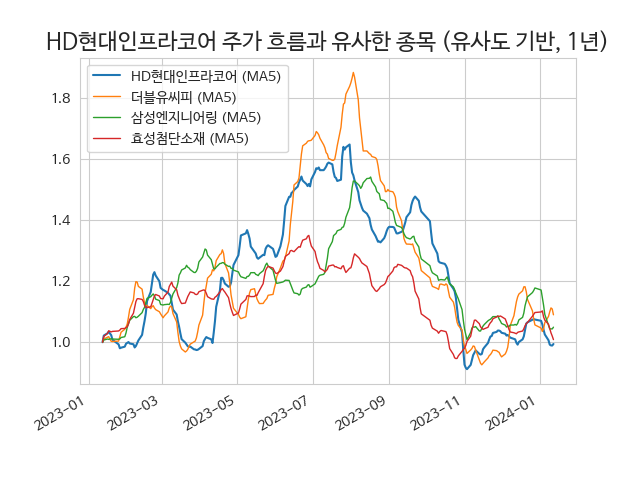 HD현대인프라코어 주가 흐름과 유사한 종목 (유사도 기반, 1년)
HD현대인프라코어 (MA5)
더블유씨피 (MA5)
삼성엔지니어링 (MA5)
효성첨단소재 (MA5)
1.8
1.6
1.4
1.2
1.0
2023-01
2023-03
2023-05
2023-07
2023-09
2023-11
2024-01